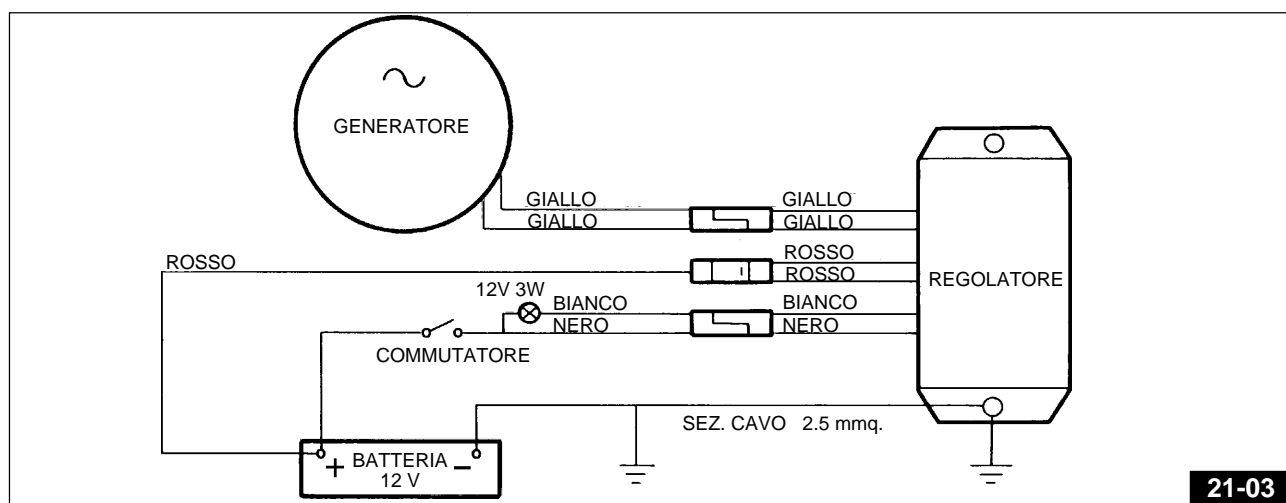 GENERATORE
GIALLO GIALLO
GIALLO GIALLO
ROSSO
ROSSO ROSSO
REGOLATORE
12V 3W BIANCO BIANCO
NERO NERO
COMMUTATORE
SEZ. CAVO 2.5 mmq.
+ BATTERIA −
12 V
21-03